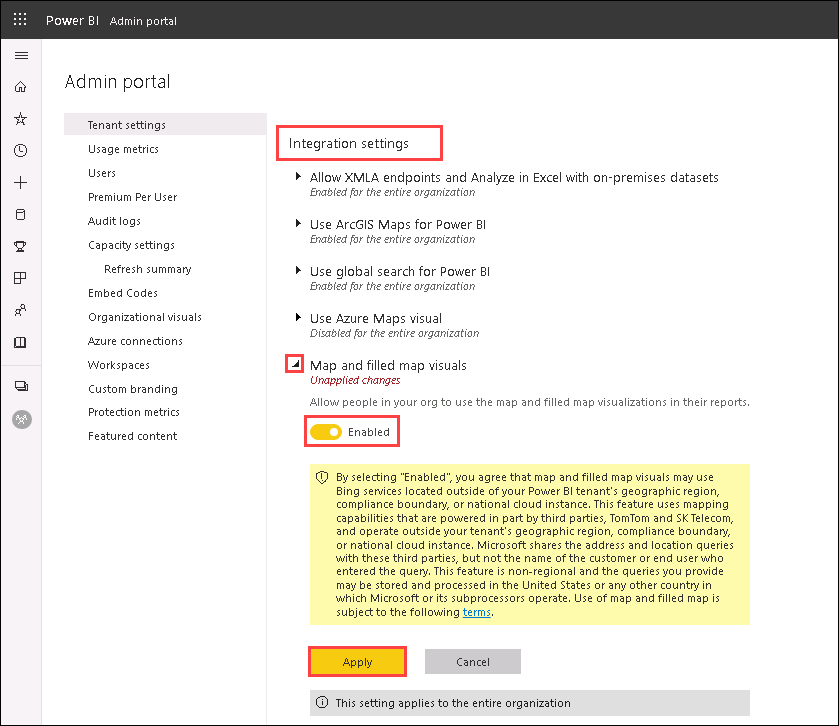 Power BI Admin portal
Admin portal
Tenant settings
Usage metrics
Users
Premium Per User
Audit logs
Capacity settings
Refresh summary
Embed Codes
Organizational visuals
Azure connections
Workspaces
Custom branding
Protection metrics
Featured content
Integration settings
Allow XMLA endpoints and Analyze in Excel with on-premises datasets
Enabled for the entire organization
Use ArcGIS Maps for Power BI
Enabled for the entire organization
Use global search for Power BI
Enabled for the entire organization
Use Azure Maps visual
Disabled for the entire organization
Map and filled map visuals
Unapplied changes
Allow people in your org to use the map and filled map visualizations in their reports.
Enabled
By selecting "Enabled", you agree that map and filled map visuals may use
Bing services located outside of your Power BI tenant's geographic region,
compliance boundary, or national cloud instance. This feature uses mapping
capabilities that are powered in part by third parties, TomTom and SK Telecom,
and operate outside your tenant's geographic region, compliance boundary,
or national cloud instance. Microsoft shares the address and location queries
with these third parties, but not the name of the customer or end user who
entered the query. This feature is non-regional and the queries you provide
may be stored and processed in the United States or any other country in
which Microsoft or its subprocessors operate. Use of map and filled map is
subject to the following terms.
Apply
Cancel
This setting applies to the entire organization